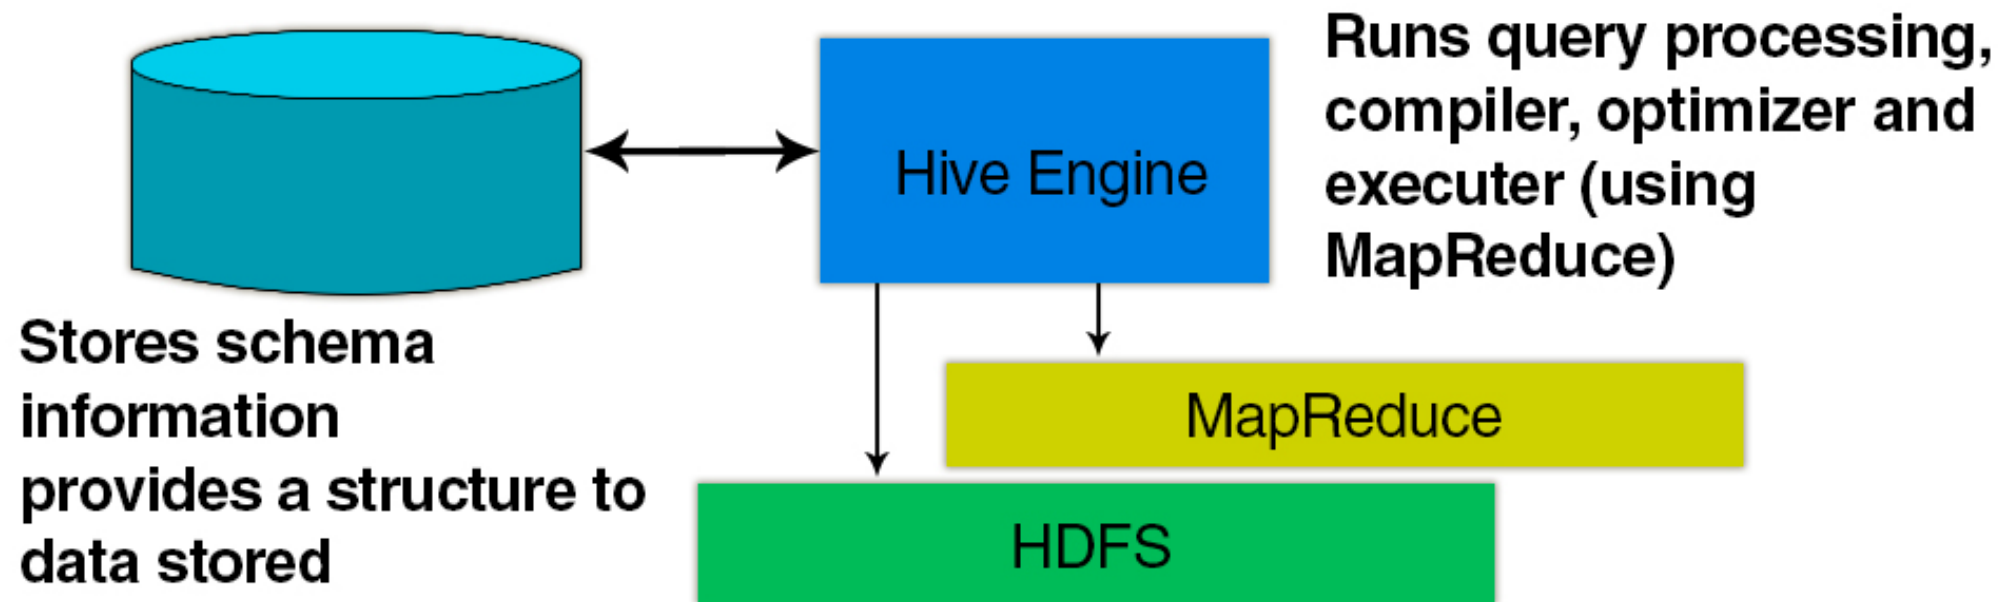 Runs query processing,
compiler, optimizer and
executer (using
MapReduce)
Hive Engine
Stores schema
information
provides a structure to
data stored
MapReduce
HDFS